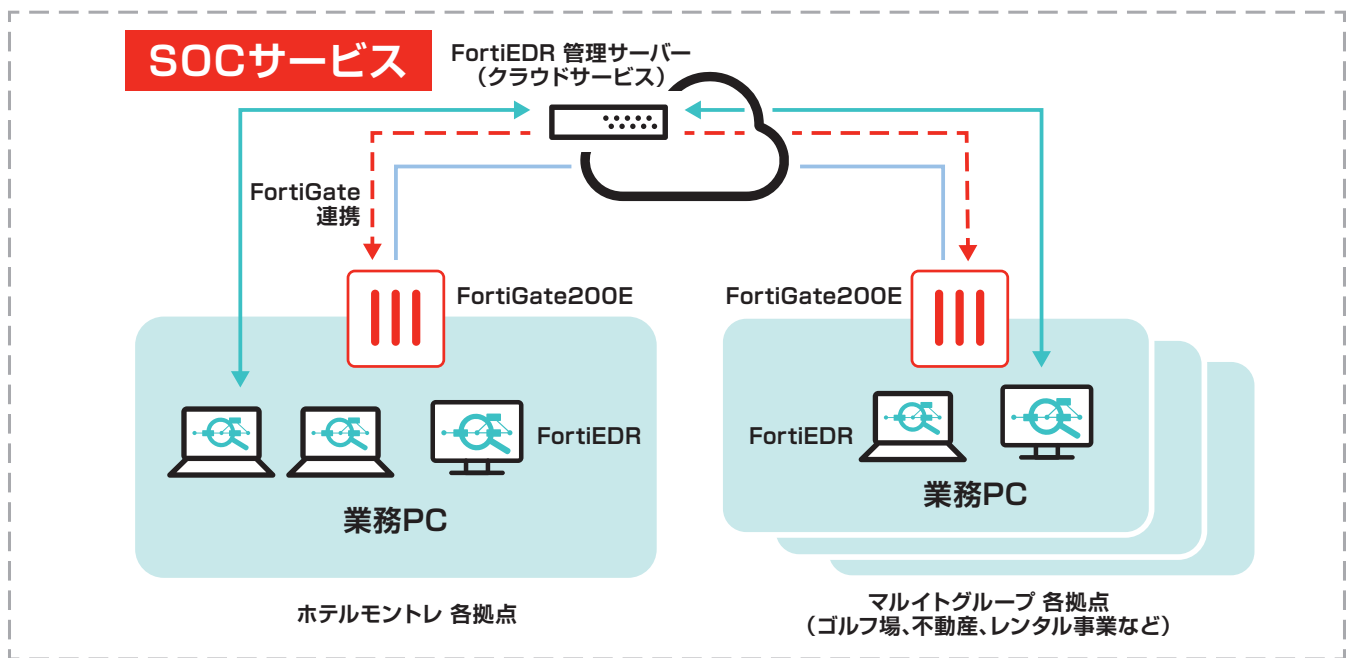 SOCサービス
FortiEDR 管理サーバー
（クラウドサービス）
FortiGate
連携
FortiGate200E
FortiGate200E
FortiEDR
FortiEDR
業務PC
業務PC
ホテルモントレ 各拠点
マルイトグループ 各拠点
（ゴルフ場、不動産、レンタル事業など）